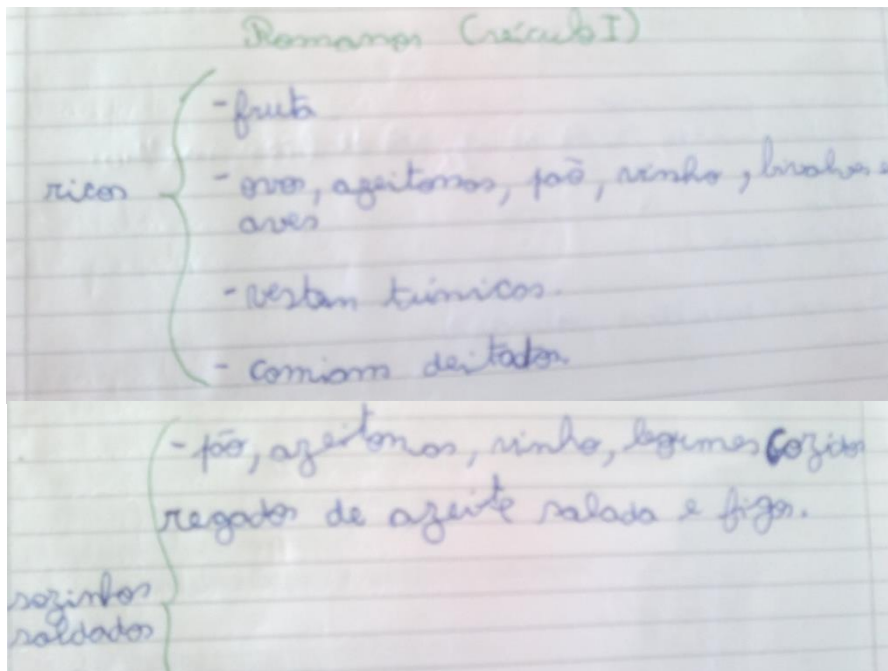 Romanos (século I)
- fruta
ricos
- ovos, azeitonas, pão, vinho, bivalves e
aves
- vestem túnicas.
- comiam deitados.
- pão, azeitonas, vinho, legumes cozidos
regados de azeite salada e figos.
sozinhos
soldados